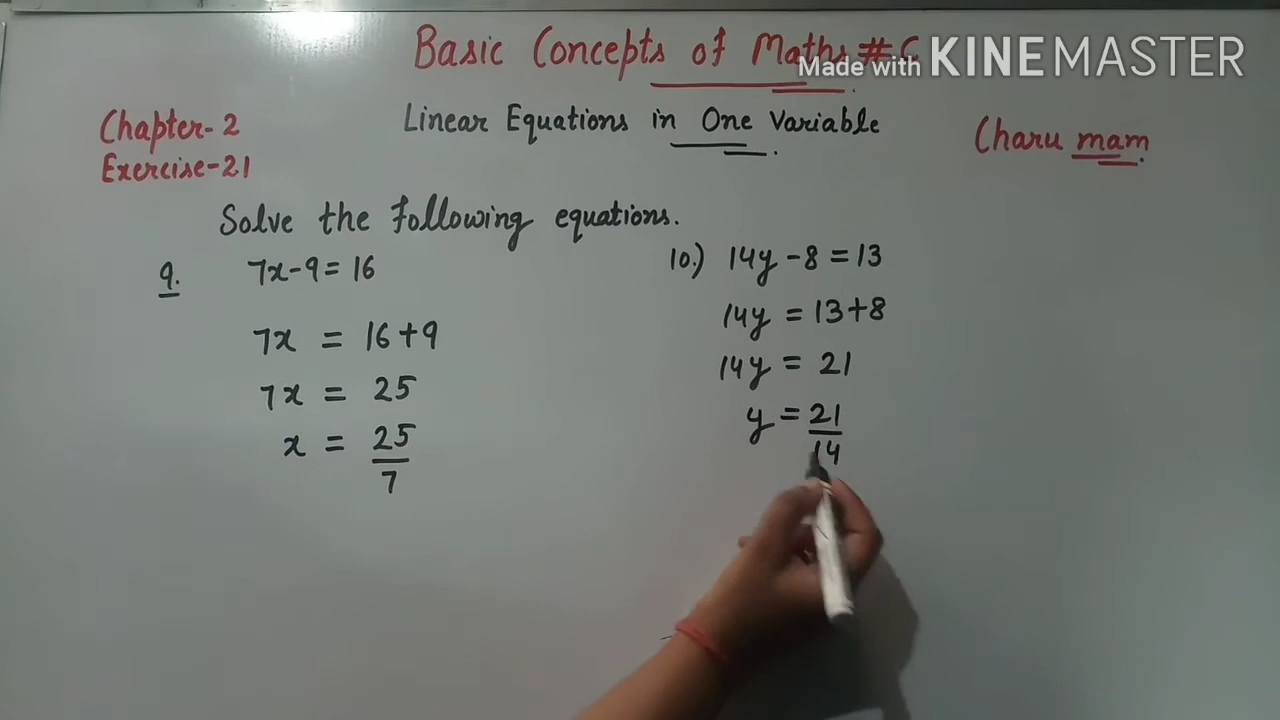 Basic Concepts of Maths #
Made with KINEMASTER
Chapter-2
Exercise-21
Linear Equations in One Variable
Charu mam
Solve the following equations.
9. 7x-9=16
7x = 16+9
7x = 25
x = 25/7
10.) 14y-8=13
14y = 13+8
14y = 21
y = 21/14